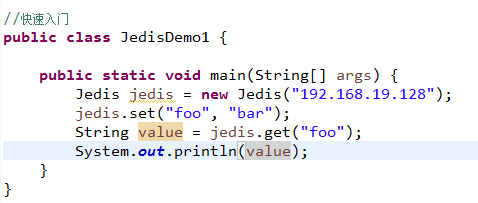 //快速入门
public class JedisDemo1 {
public static void main(String[] args) {
Jedis jedis = new Jedis("192.168.19.128");
jedis.set("foo", "bar");
String value = jedis.get("foo");
System.out.println(value);
}
}